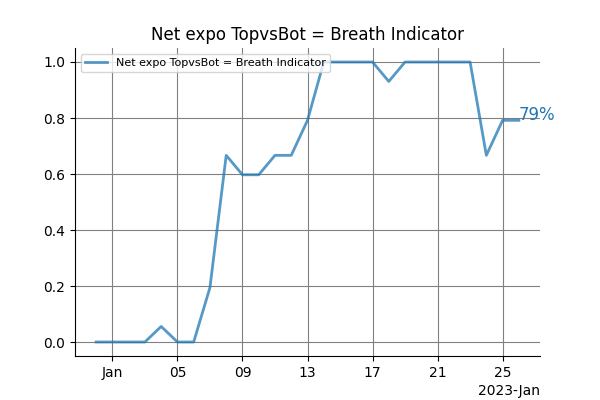 Net expo TopvsBot = Breath Indicator
Net expo TopvsBot = Breath Indicator
1.0
0.8
0.6
0.4
0.2
0.0
79%
Jan 05 09 13 17 21 25
2023-Jan